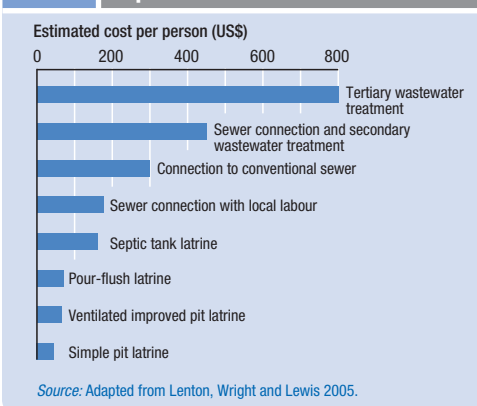 Estimated cost per person (US$)
0 200 400 600 800
Tertiary wastewater
treatment
Sewer connection and secondary
wastewater treatment
Connection to conventional sewer
Sewer connection with local labour
Septic tank latrine
Pour-flush latrine
Ventilated improved pit latrine
Simple pit latrine
Source: Adapted from Lenton, Wright and Lewis 2005.